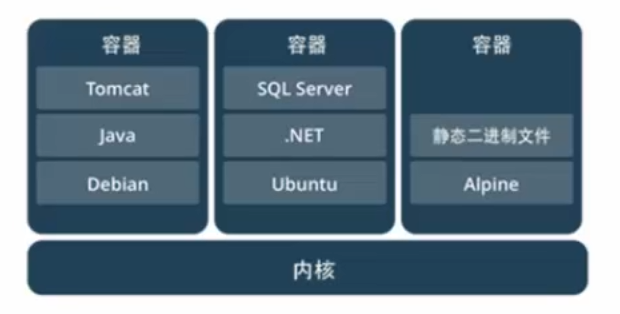 容器
Tomcat
Java
Debian
容器
SQL Server
.NET
Ubuntu
容器
静态二进制文件
Alpine
内核